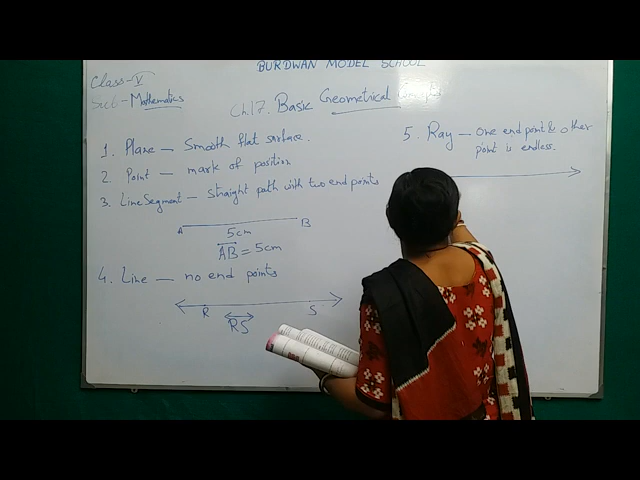 BURDWAN MODEL SCHOOL
Class-V
Sub - Mathematics
Ch.17. Basic Geometrical Concepts
1. Plane — Smooth flat surface.
2. Point — mark of position
3. Line Segment — Straight path with two end points
A B
5cm
AB = 5cm
4. Line — no end points
R S
RS
5. Ray — One end point & other
point is endless.